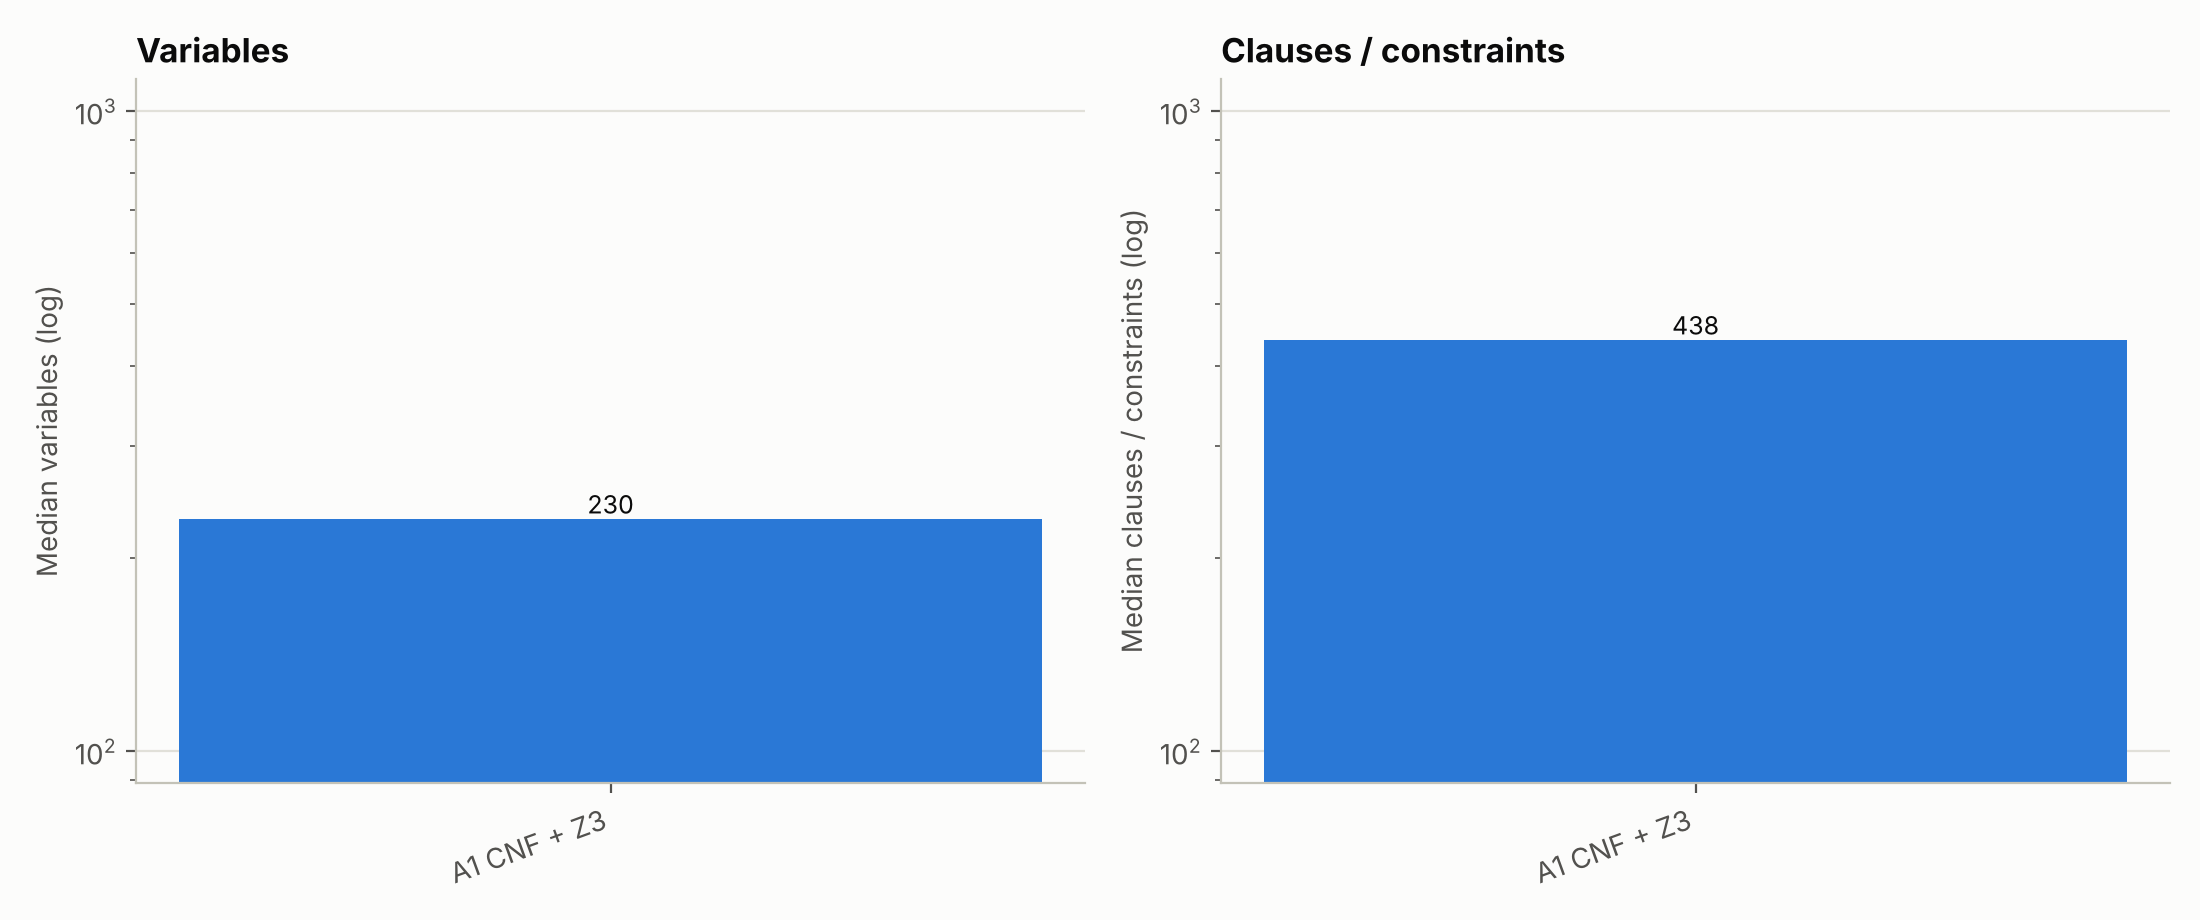 Variables
10³
10²
Median variables (log)
230
A1 CNF + Z3
Clauses / constraints
10³
10²
Median clauses / constraints (log)
438
A1 CNF + Z3